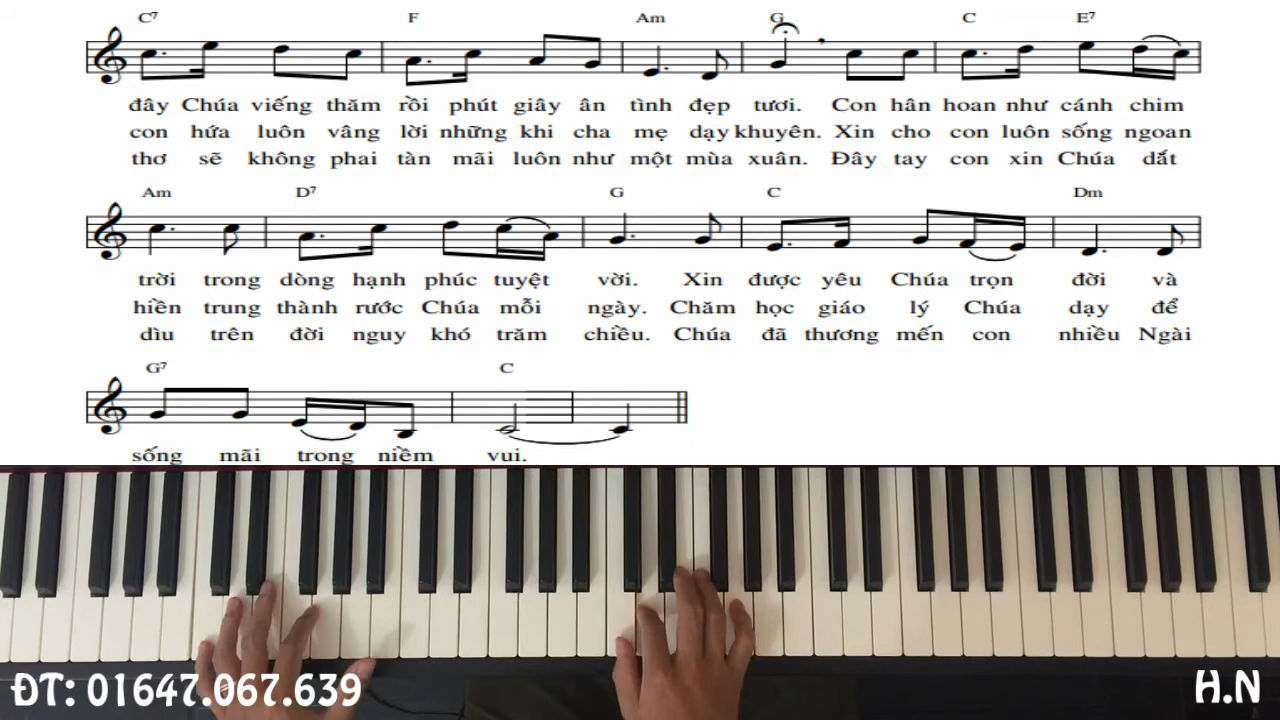 C7 F Am G C E7
đây Chúa viếng thăm rồi phút giây ân tình đẹp tươi. Con hân hoan như cánh chim
con hứa luôn vâng lời những khi cha mẹ dạy khuyên. Xin cho con luôn sống ngoan
thơ sẽ không phai tàn mãi luôn như một mùa xuân. Đây tay con xin Chúa dắt
Am D7 G C Dm
trời trong dòng hạnh phúc tuyệt vời. Xin được yêu Chúa trọn đời và
hiền trung thành rước Chúa mỗi ngày. Chăm học giáo lý Chúa dạy để
dìu trên đời nguy khó trăm chiều. Chúa đã thương mến con nhiều Ngài
G7 C
sống mãi trong niềm vui.
ĐT: 01647.067.639
H.N